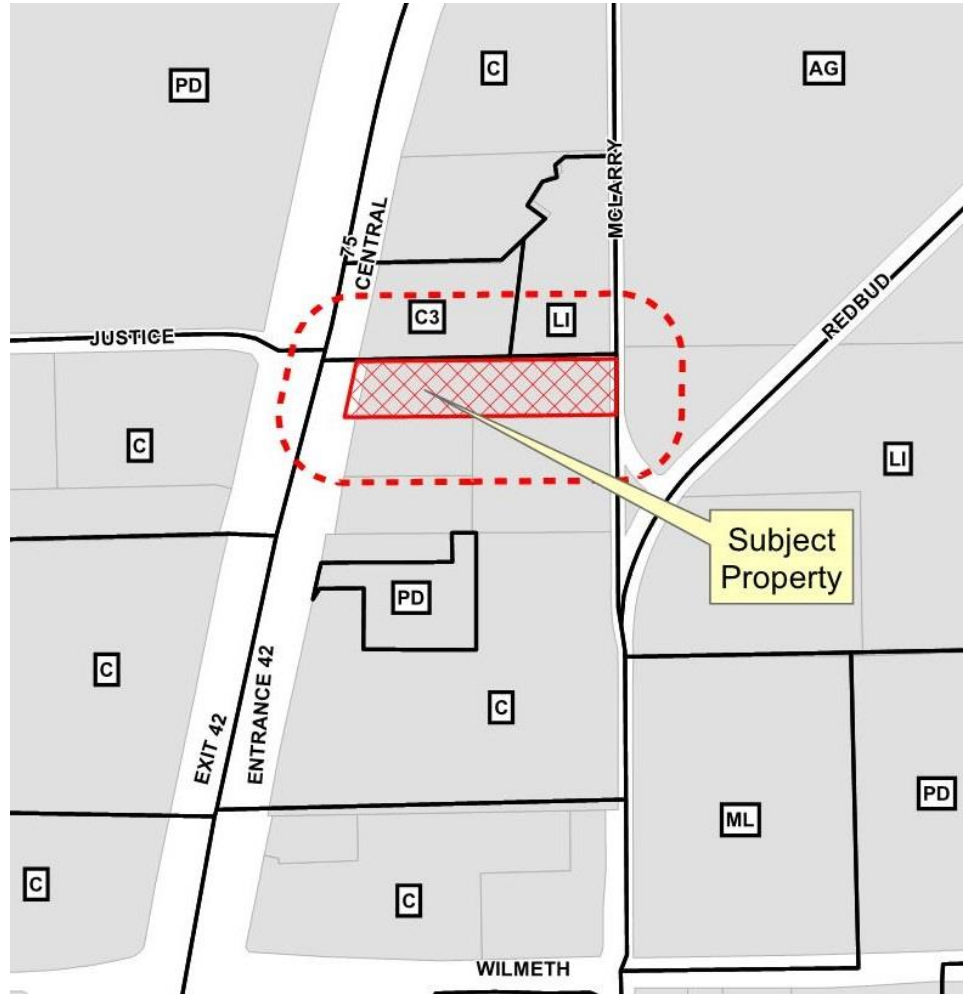 C
AG
PD
MCLARRY
75
CENTRAL
REDBUD
C3
LI
JUSTICE
C
LI
Subject
Property
PD
C
C
EXIT 42
ENTRANCE 42
ML
PD
C
C
WILMETH